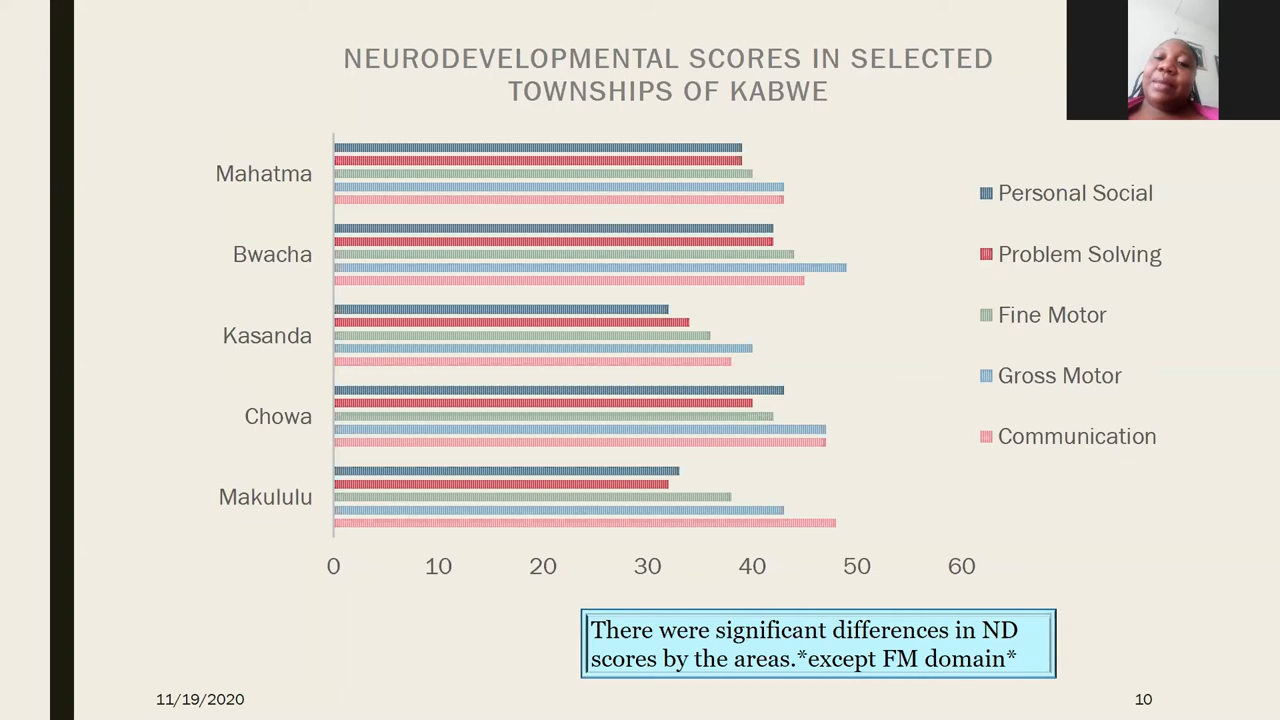 NEURODEVELOPMENTAL SCORES IN SELECTED
TOWNSHIPS OF KABWE
Mahatma
Bwacha
Kasanda
Chowa
Makululu
0 10 20 30 40 50 60
Personal Social
Problem Solving
Fine Motor
Gross Motor
Communication
There were significant differences in ND
scores by the areas.*except FM domain*
11/19/2020
10